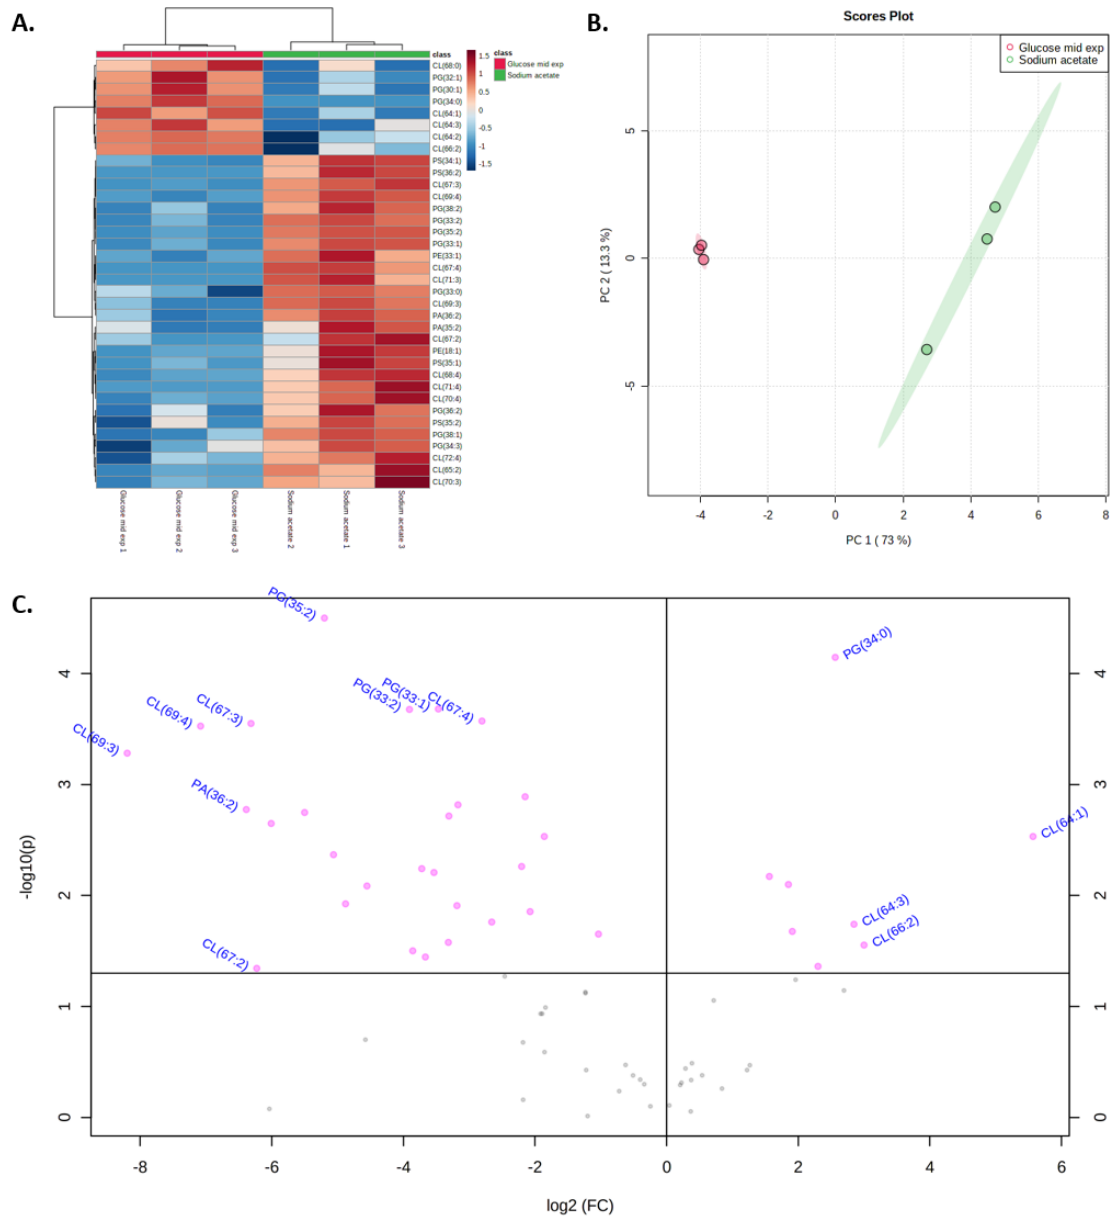 A.
class
CL(68:0)
PG(32:1)
PG(30:1)
PG(34:0)
CL(64:1)
CL(64:3)
CL(64:2)
CL(66:2)
PS(34:1)
PS(36:2)
CL(67:3)
CL(69:4)
PG(38:2)
PG(33:2)
PG(35:2)
PG(33:1)
PE(33:1)
CL(67:4)
CL(71:3)
PG(33:0)
CL(69:3)
PA(36:2)
PA(35:2)
CL(67:2)
PE(18:1)
PS(35:1)
CL(68:4)
CL(71:4)
CL(70:4)
PG(36:2)
PS(35:2)
PG(38:1)
PG(34:3)
CL(72:4)
CL(65:2)
CL(70:3)
1.5
1
0.5
0
-0.5
-1
-1.5
class
Glucose mid exp
Sodium acetate
Glucose mid exp 1
Glucose mid exp 2
Glucose mid exp 3
Sodium acetate 2
Sodium acetate 1
Sodium acetate 3
B.
Scores Plot
Glucose mid exp
Sodium acetate
PC 2 ( 13.3 %)
5
0
-5
-4 -2 0 2 4 6 8
PC 1 ( 73 %)
C.
PG(35:2)
PG(34:0)
PG(33:2)
PG(33:1)
CL(67:4)
CL(67:3)
CL(69:4)
CL(69:3)
PA(36:2)
CL(64:1)
CL(64:3)
CL(66:2)
CL(67:2)
-log10(p)
4
3
2
1
0
4
3
2
1
0
-8 -6 -4 -2 0 2 4 6
log2 (FC)